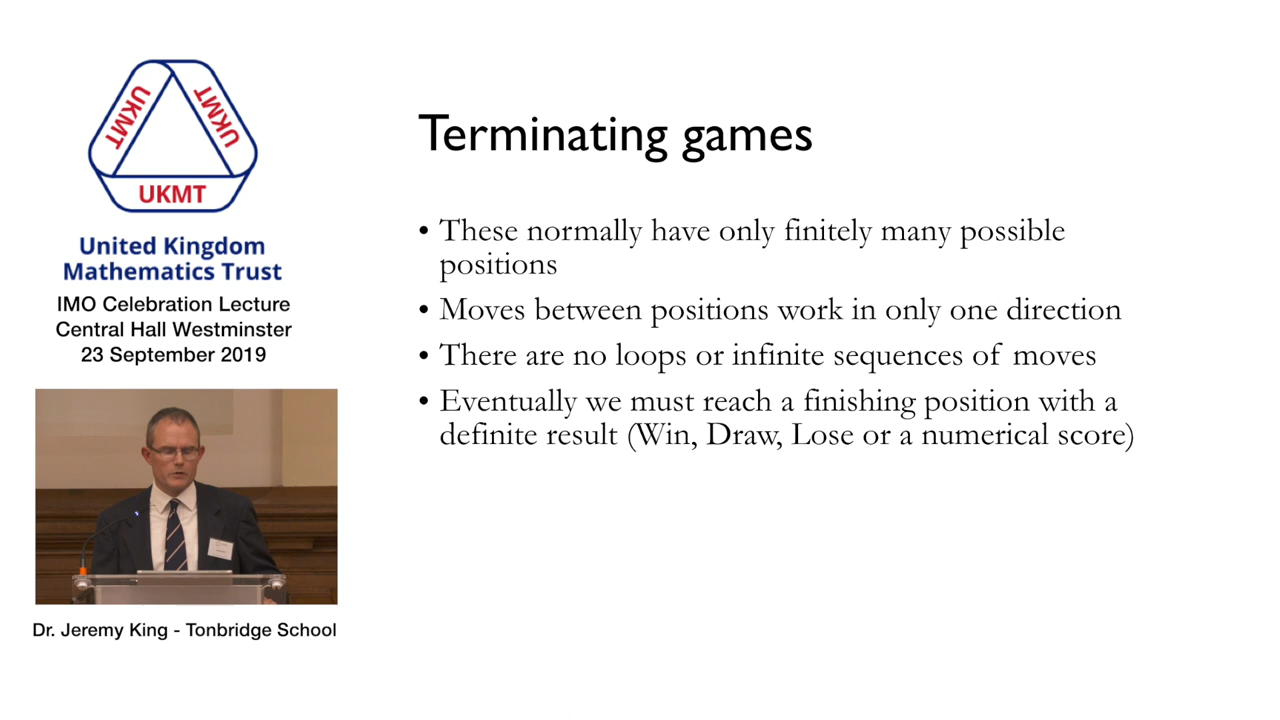 UKMT
UKMT
UKMT
United Kingdom
Mathematics Trust
IMO Celebration Lecture
Central Hall Westminster
23 September 2019
Dr. Jeremy King - Tonbridge School
Terminating games
• These normally have only finitely many possible
positions
• Moves between positions work in only one direction
• There are no loops or infinite sequences of moves
• Eventually we must reach a finishing position with a
definite result (Win, Draw, Lose or a numerical score)